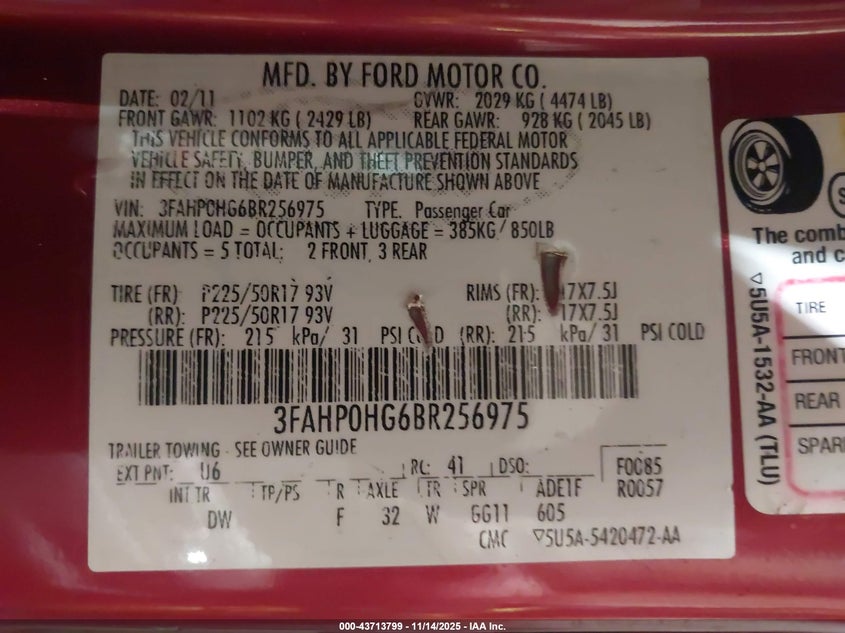 MFD. BY FORD MOTOR CO.
DATE: 02/11 GVWR: 2029 KG ( 4474 LB)
FRONT GAWR: 1102 KG ( 2429 LB) REAR GAWR: 928 KG ( 2045 LB)
THIS VEHICLE CONFORMS TO ALL APPLICABLE FEDERAL MOTOR
VEHICLE SAFETY, BUMPER, AND THEFT PREVENTION STANDARDS
IN EFFECT ON THE DATE OF MANUFACTURE SHOWN ABOVE
VIN: 3FAHP0HG6BR256975 TYPE: Passenger Car
MAXIMUM LOAD = OCCUPANTS + LUGGAGE = 385KG / 850LB
OCCUPANTS = 5 TOTAL: 2 FRONT, 3 REAR
TIRE (FR): P225/50R17 93V RIMS (FR): 17X7.5J
(RR): P225/50R17 93V (RR): 17X7.5J
PRESSURE (FR): 215 kPa/ 31 PSI COLD (RR): 215 kPa/ 31 PSI COLD
3FAHP0HG6BR256975
TRAILER TOWING - SEE OWNER GUIDE
EXT PNT: U6 RC: 41 DSO: F0085
INT TR TP/PS R AXLE TR SPR ADE1F R0057
DW F 32 W GG11 605
CMC ▽5U5A-5420472-AA
The comb
and c
TIRE
FRONT
REAR
SPAR
▽5U5A-1532-AA (TLU)
000-43713799 - 11/14/2025 - IAA Inc.